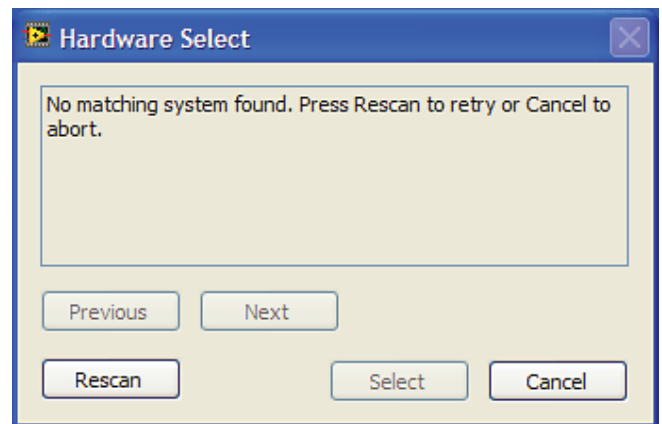 Hardware Select
No matching system found. Press Rescan to retry or Cancel to
abort.
Previous
Next
Rescan
Select
Cancel